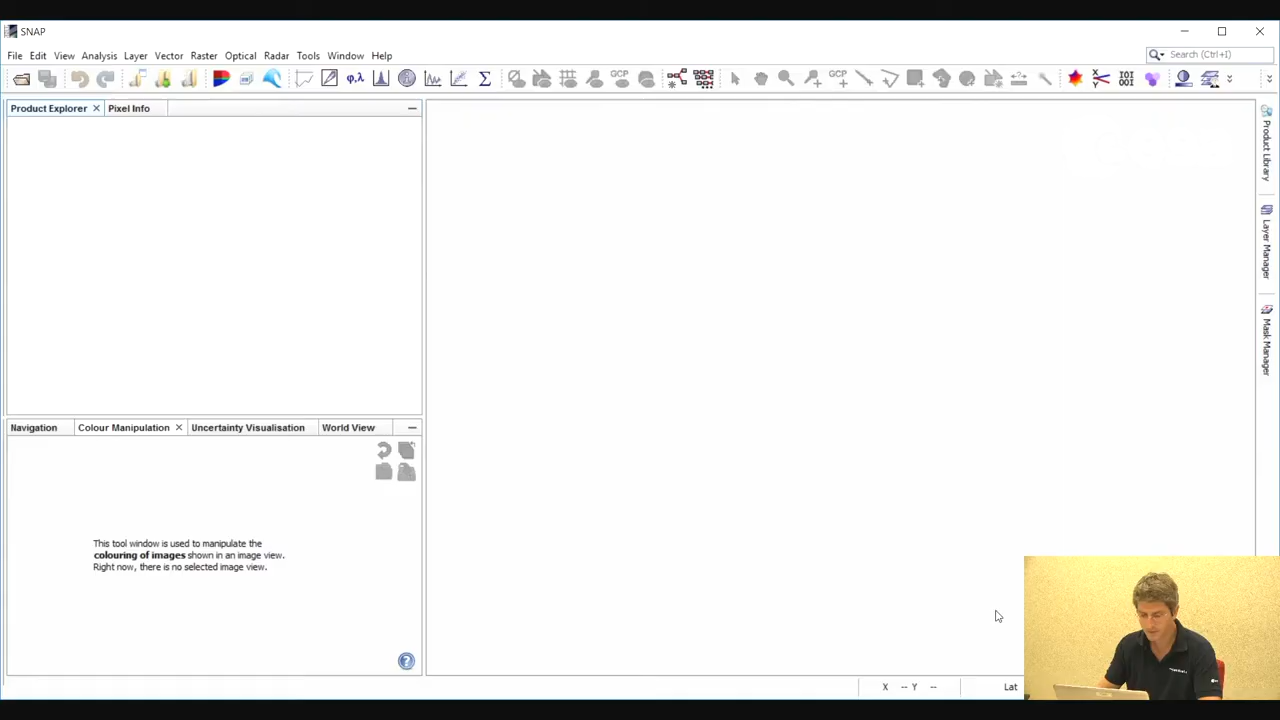 SNAP
File Edit View Analysis Layer Vector Raster Optical Radar Tools Window Help
Search (Ctrl+I)
φ,λ
GCP
GCP
Product Explorer
Pixel Info
Product Library
Layer Manager
Mask Manager
Navigation
Colour Manipulation
Uncertainty Visualisation
World View
This tool window is used to manipulate the
colouring of images shown in an image view.
Right now, there is no selected image view.
X -- Y --
Lat